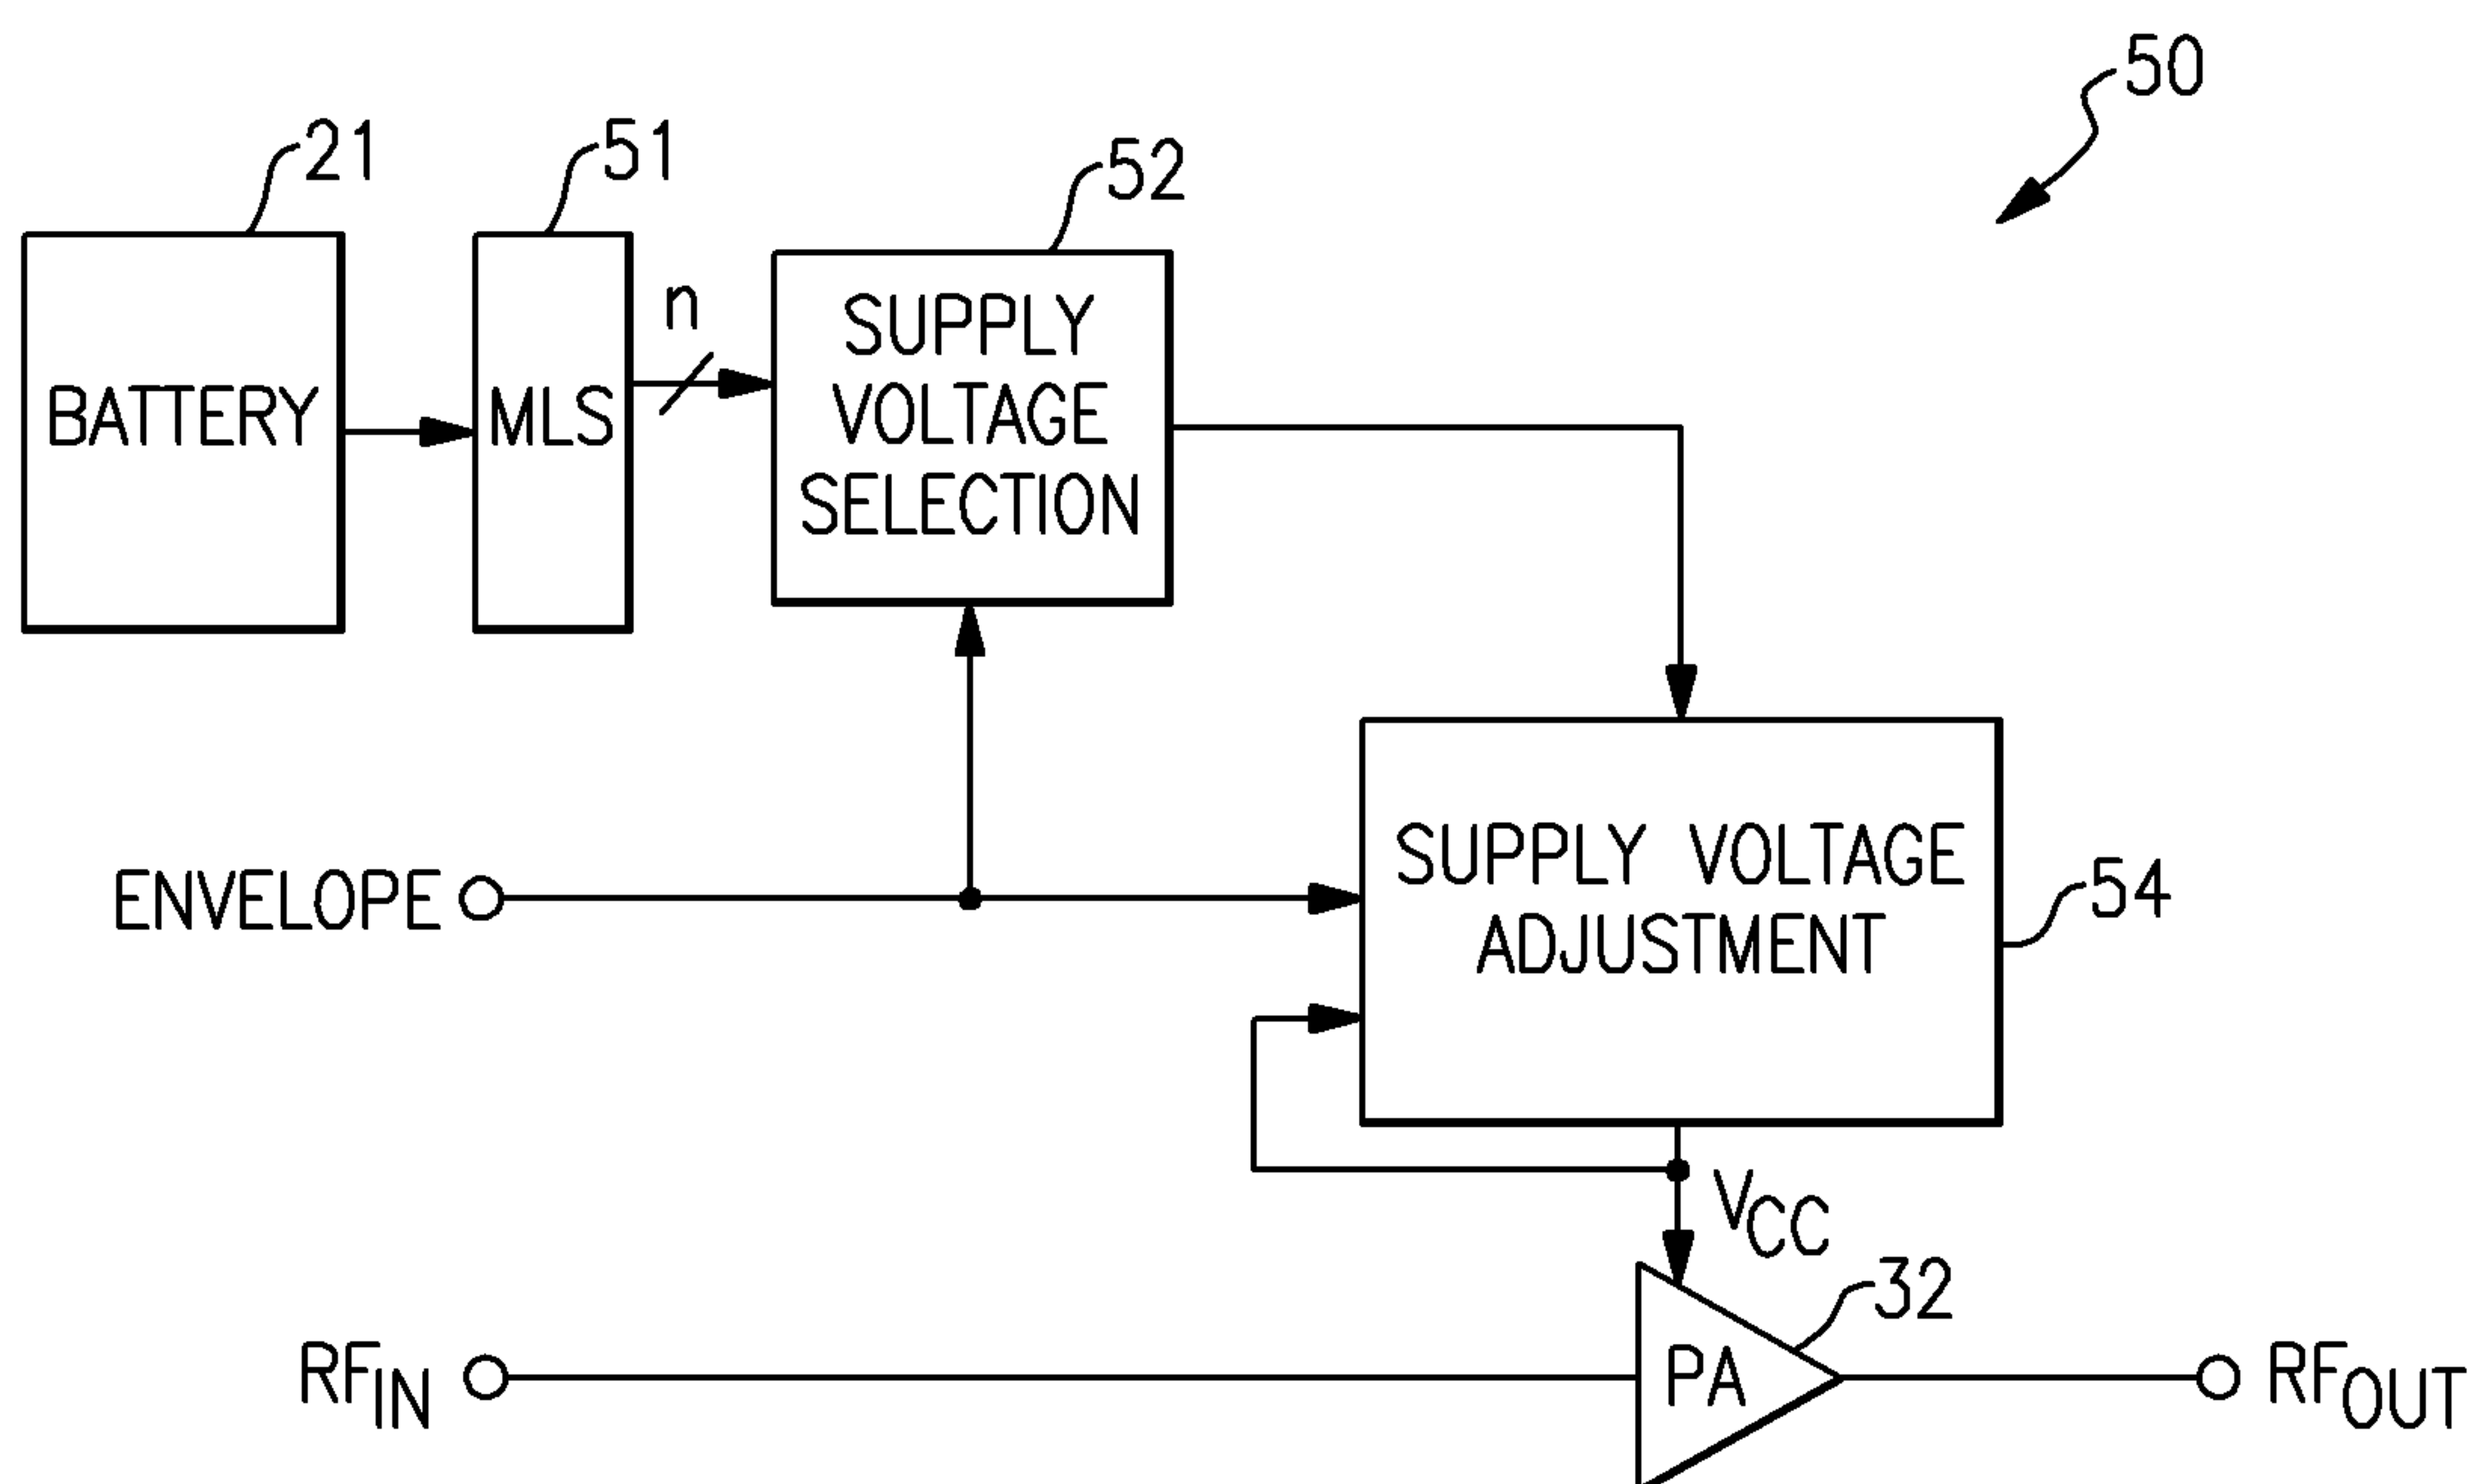 50
21
51
52
n
BATTERY
MLS
SUPPLY
VOLTAGE
SELECTION
ENVELOPE
SUPPLY VOLTAGE
ADJUSTMENT
54
VCC
32
RFIN
PA
RFOUT